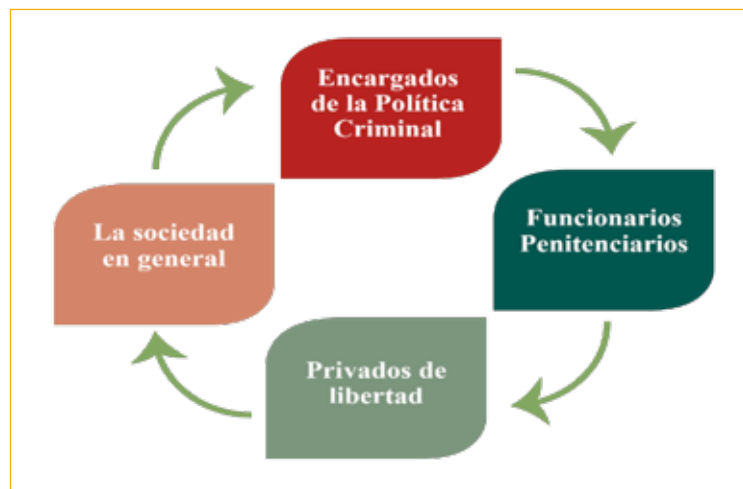 Encargados
de la Política
Criminal
Funcionarios
Penitenciarios
Privados de
libertad
La sociedad
en general